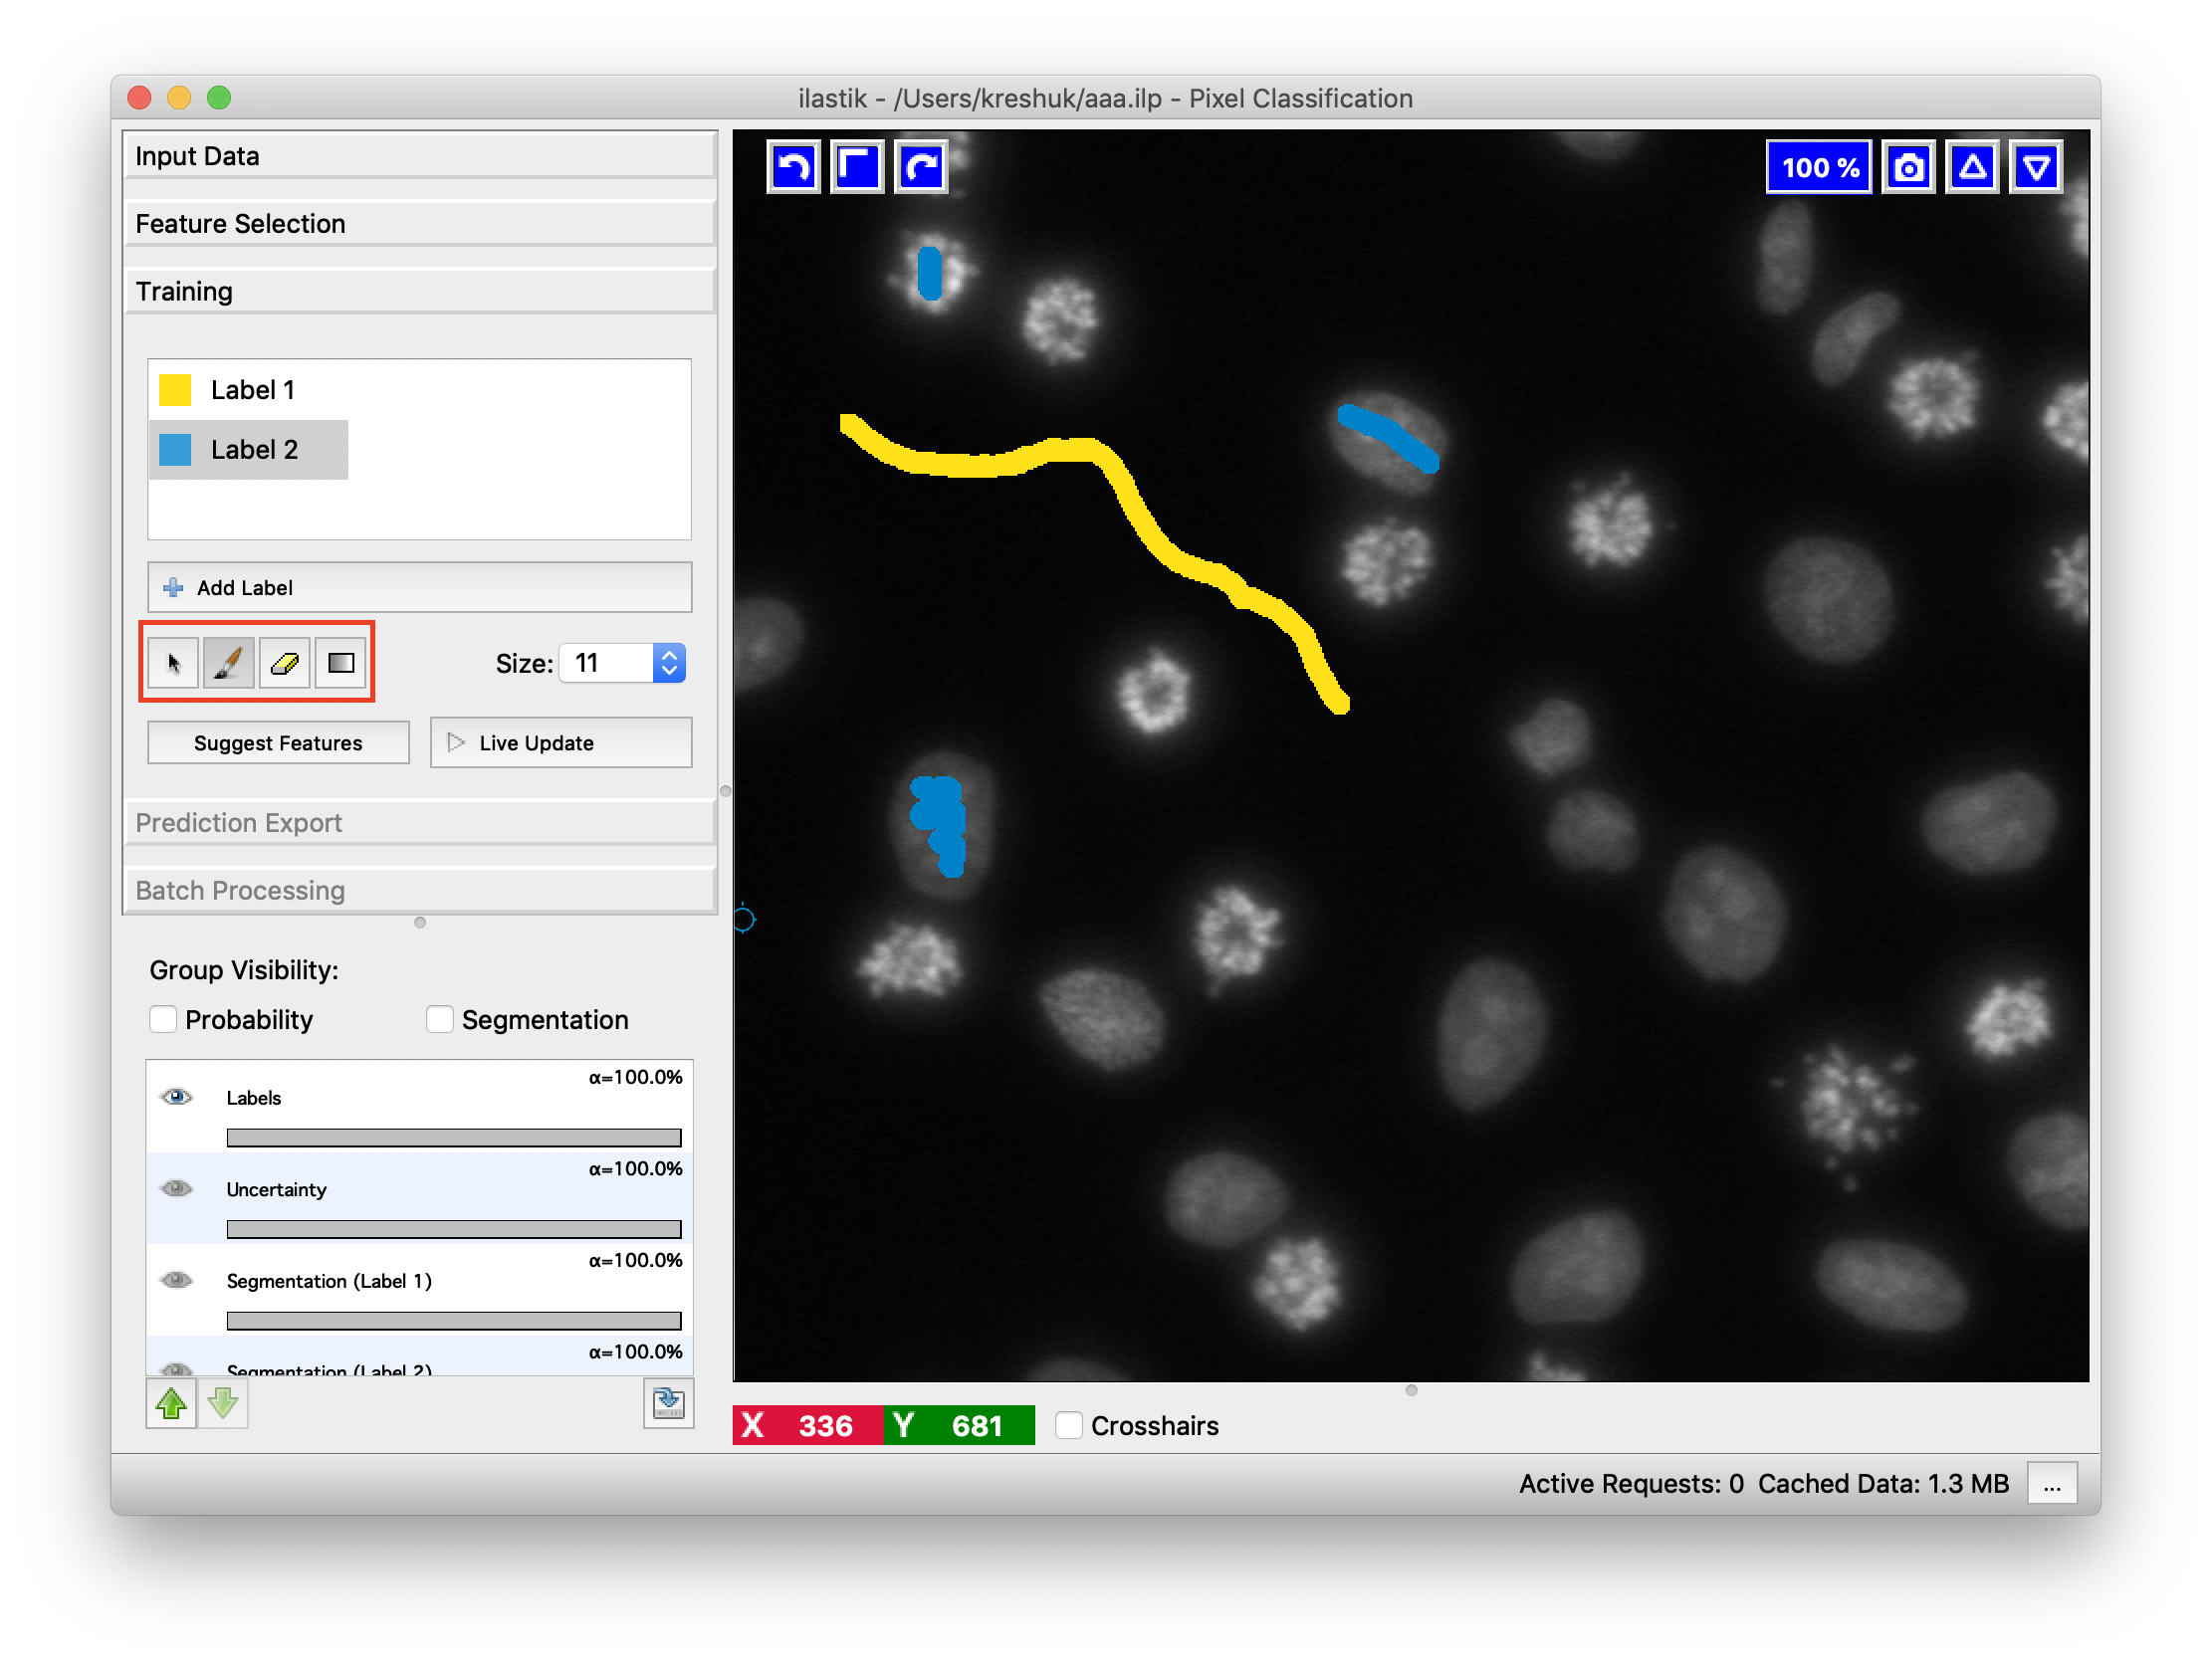 ilastik - /Users/kreshuk/aaa.ilp - Pixel Classification
Input Data
Feature Selection
Training
Label 1
Label 2
Add Label
Size: 11
Suggest Features
Live Update
Prediction Export
Batch Processing
Group Visibility:
Probability
Segmentation
α=100.0%
Labels
α=100.0%
Uncertainty
α=100.0%
Segmentation (Label 1)
α=100.0%
Segmentation (Label 2)
100 %
X 336 Y 681
Crosshairs
Active Requests: 0 Cached Data: 1.3 MB
...